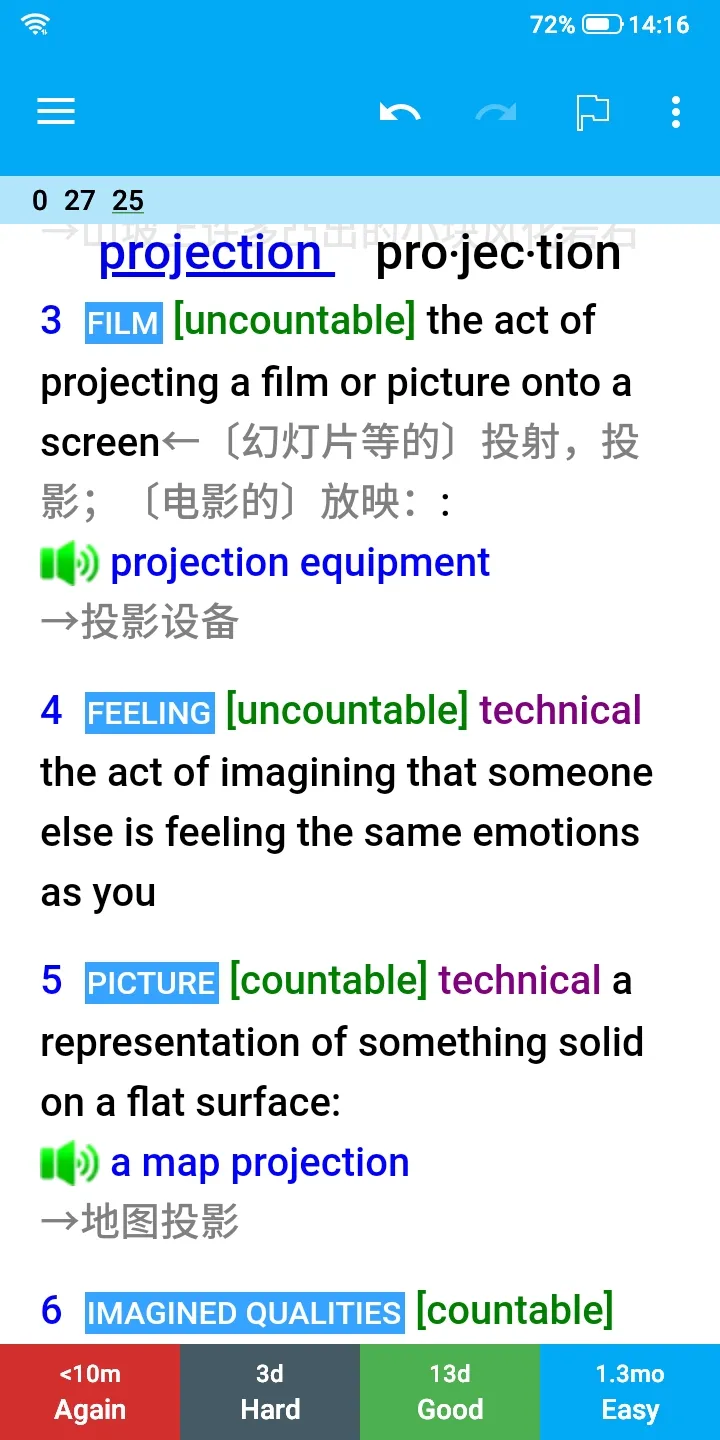 72% 14:16
0 27 25
projection pro·jec·tion
3 FILM [uncountable] the act of
projecting a film or picture onto a
screen←〔幻灯片等的〕投射，投
影；〔电影的〕放映：:
projection equipment
→投影设备
4 FEELING [uncountable] technical
the act of imagining that someone
else is feeling the same emotions
as you
5 PICTURE [countable] technical a
representation of something solid
on a flat surface:
a map projection
→地图投影
6 IMAGINED QUALITIES [countable]
<10m 3d 13d 1.3mo
Again Hard Good Easy